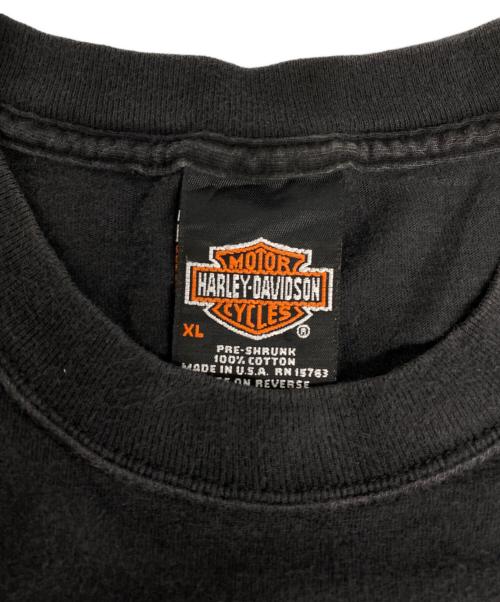 MOTOR
HARLEY-DAVIDSON
CYCLES
XL ®
PRE-SHRUNK
100% COTTON
MADE IN U.S.A. RN 15763
ON REVERSE